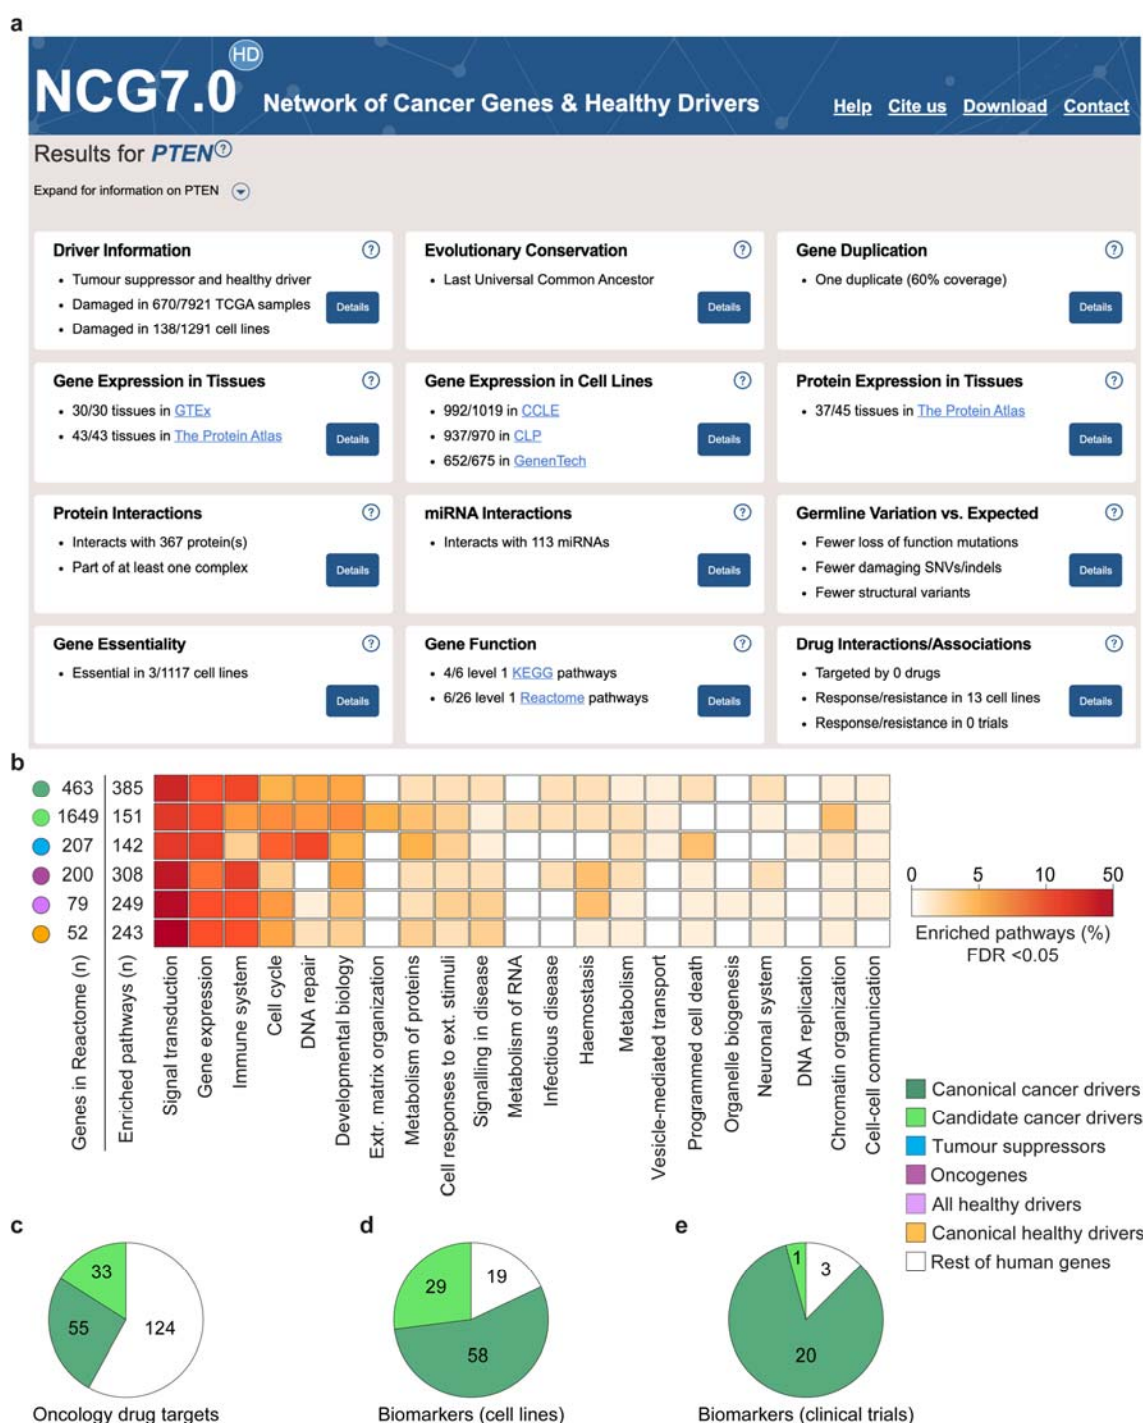 a
NCG7.0 HD Network of Cancer Genes & Healthy Drivers Help Cite us Download Contact
Results for PTEN ?
Expand for information on PTEN
Driver Information ?
• Tumour suppressor and healthy driver
• Damaged in 670/7921 TCGA samples
• Damaged in 138/1291 cell lines
Details
Evolutionary Conservation ?
• Last Universal Common Ancestor
Details
Gene Duplication ?
• One duplicate (60% coverage)
Details
Gene Expression in Tissues ?
• 30/30 tissues in GTEx
• 43/43 tissues in The Protein Atlas
Details
Gene Expression in Cell Lines ?
• 992/1019 in CCLE
• 937/970 in CLP
• 652/675 in GenenTech
Details
Protein Expression in Tissues ?
• 37/45 tissues in The Protein Atlas
Details
Protein Interactions ?
• Interacts with 367 protein(s)
• Part of at least one complex
Details
miRNA Interactions ?
• Interacts with 113 miRNAs
Details
Germline Variation vs. Expected ?
• Fewer loss of function mutations
• Fewer damaging SNVs/indels
• Fewer structural variants
Details
Gene Essentiality ?
• Essential in 3/1117 cell lines
Details
Gene Function ?
• 4/6 level 1 KEGG pathways
• 6/26 level 1 Reactome pathways
Details
Drug Interactions/Associations ?
• Targeted by 0 drugs
• Response/resistance in 13 cell lines
• Response/resistance in 0 trials
Details
b
463 385
1649 151
207 142
200 308
79 249
52 243
Genes in Reactome (n)
Enriched pathways (n)
Signal transduction
Gene expression
Immune system
Cell cycle
DNA repair
Developmental biology
Extr. matrix organization
Metabolism of proteins
Cell responses to ext. stimuli
Signalling in disease
Metabolism of RNA
Infectious disease
Haemostasis
Metabolism
Vesicle-mediated transport
Programmed cell death
Organelle biogenesis
Neuronal system
DNA replication
Chromatin organization
Cell-cell communication
0 5 10 50
Enriched pathways (%)
FDR <0.05
Canonical cancer drivers
Candidate cancer drivers
Tumour suppressors
Oncogenes
All healthy drivers
Canonical healthy drivers
Rest of human genes
c
33
55
124
Oncology drug targets
d
29
19
58
Biomarkers (cell lines)
e
1
3
20
Biomarkers (clinical trials)